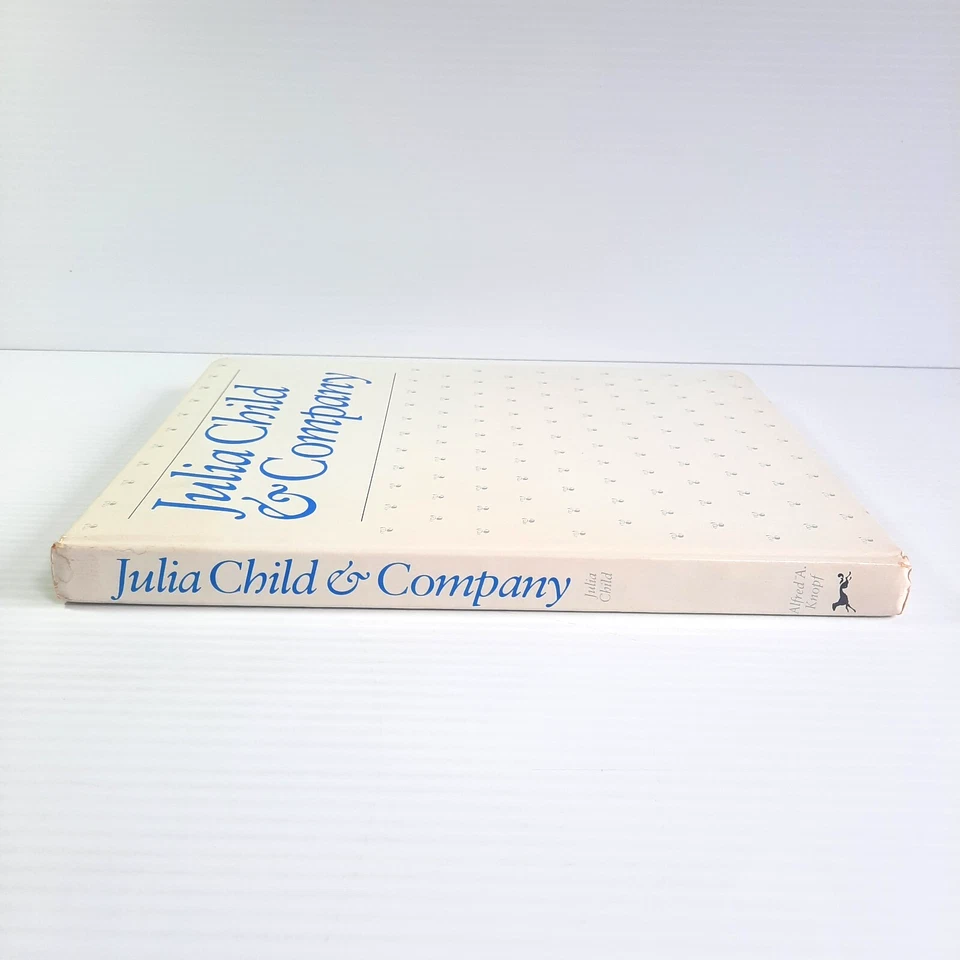 Julia Child
& Company
Julia Child & Company
Julia
Child
Alfred A.
Knopf